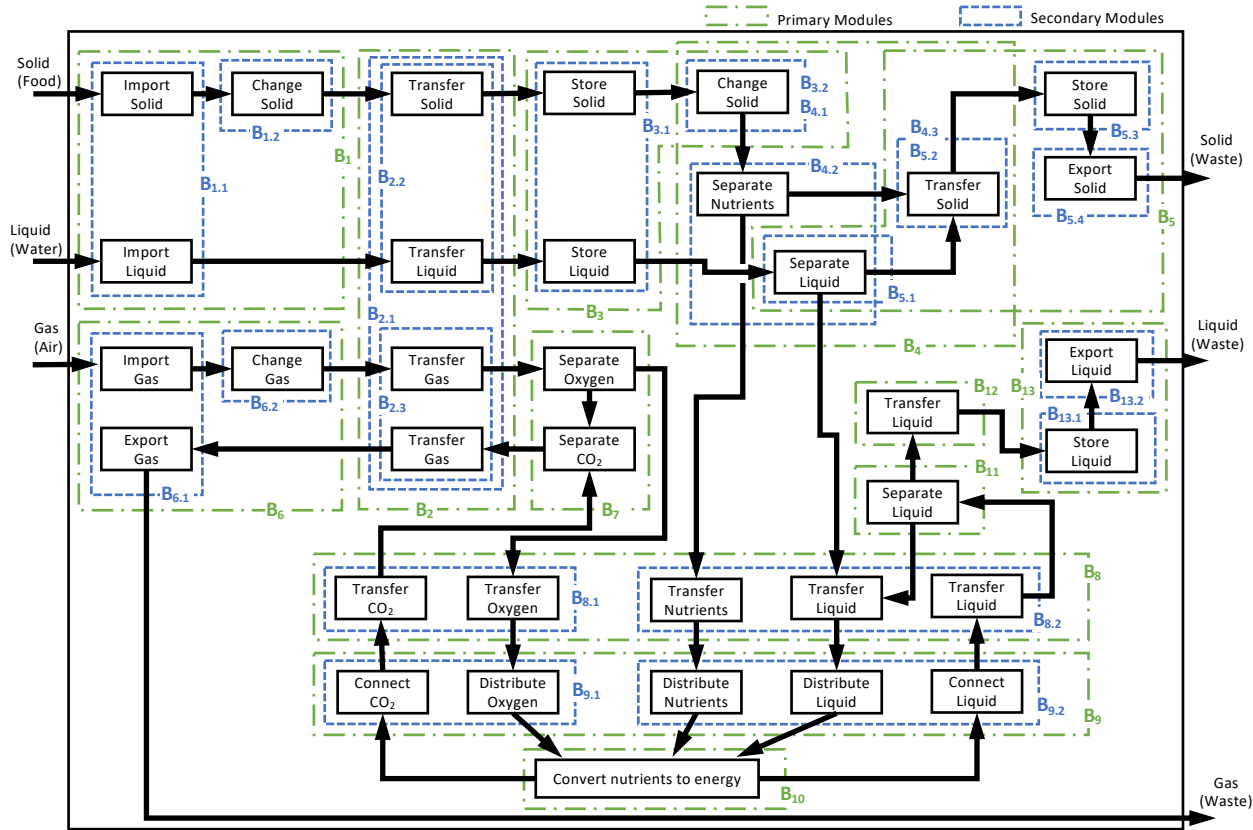 Primary Modules
Secondary Modules
Solid
(Food)
Import
Solid
Change
Solid
B1.2
B1.1
B1
Transfer
Solid
B2.2
Store
Solid
B3.1
Change
Solid
B3.2
B4.1
B4.3
B5.2
Store
Solid
B5.3
Export
Solid
B5.4
B5
Solid
(Waste)
B4.2
Separate
Nutrients
Transfer
Solid
Liquid
(Water)
Import
Liquid
Transfer
Liquid
Store
Liquid
Separate
Liquid
B5.1
B2.1
B3
B4
Gas
(Air)
Import
Gas
Change
Gas
B6.2
Transfer
Gas
B2.3
Separate
Oxygen
Export
Gas
B6.1
B6
Transfer
Gas
B2
Separate
CO2
B7
Liquid
(Waste)
Export
Liquid
B13.2
B13
B13.1
Store
Liquid
B12
Transfer
Liquid
B11
Separate
Liquid
Transfer
CO2
Transfer
Oxygen
B8.1
Transfer
Nutrients
Transfer
Liquid
Transfer
Liquid
B8.2
B8
Connect
CO2
Distribute
Oxygen
B9.1
Distribute
Nutrients
Distribute
Liquid
Connect
Liquid
B9.2
B9
Convert nutrients to energy
B10
Gas
(Waste)